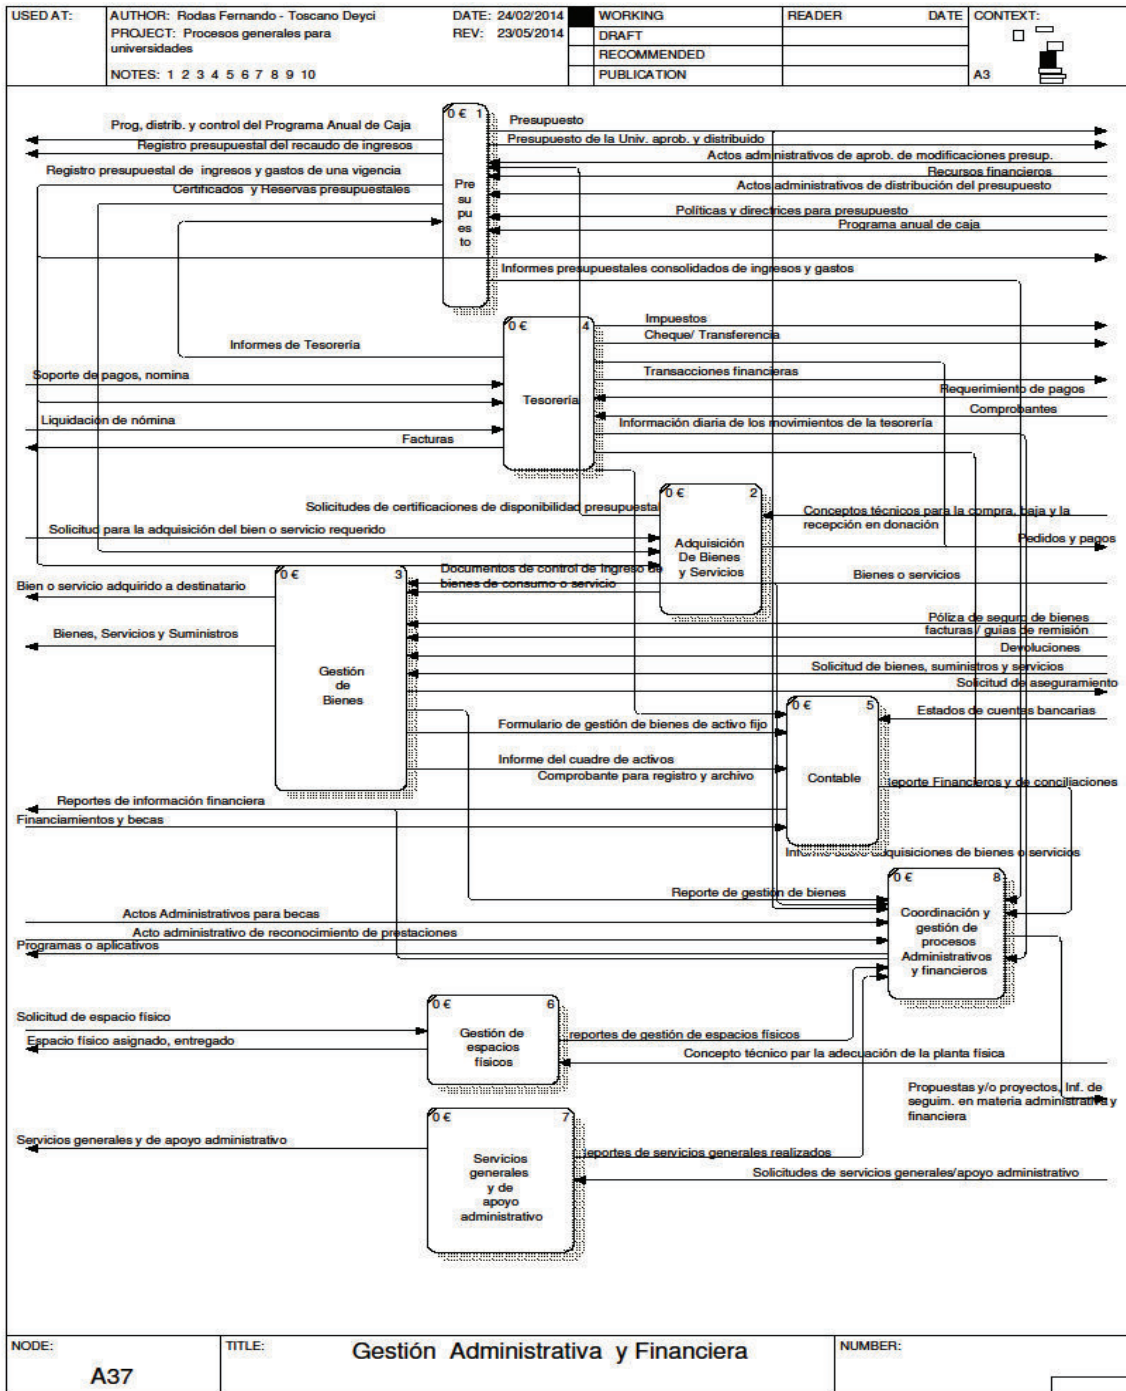 USED AT:
AUTHOR: Rodas Fernando - Toscano Deyci
DATE: 24/02/2014
PROJECT: Procesos generales para
universidades
REV: 23/05/2014
NOTES: 1 2 3 4 5 6 7 8 9 10
WORKING
DRAFT
RECOMMENDED
PUBLICATION
READER
DATE
CONTEXT:
A3
0 € 1
Pre
su
pu
es
to
Prog, distrib. y control del Programa Anual de Caja
Registro presupuestal del recaudo de ingresos
Registro presupuestal de ingresos y gastos de una vigencia
Certificados y Reservas presupuestales
Presupuesto
Presupuesto de la Univ. aprob. y distribuido
Actos administrativos de aprob. de modificaciones presup.
Recursos financieros
Actos administrativos de distribución del presupuesto
Políticas y directrices para presupuesto
Programa anual de caja
Informes presupuestales consolidados de ingresos y gastos
0 € 4
Tesorería
Informes de Tesorería
Soporte de pagos, nomina
Liquidación de nómina
Facturas
Impuestos
Cheque/ Transferencia
Transacciones financieras
Requerimiento de pagos
Comprobantes
Información diaria de los movimientos de la tesorería
0 € 2
Adquisición
De Bienes
y Servicios
Solicitudes de certificaciones de disponibilidad presupuestal
Solicitud para la adquisición del bien o servicio requerido
Conceptos técnicos para la compra, baja y la
recepción en donación
Pedidos y pagos
Documentos de control de Ingreso de
bienes de consumo o servicio
Bienes o servicios
0 € 3
Gestión
de
Bienes
Bien o servicio adquirido a destinatario
Bienes, Servicios y Suministros
Póliza de seguro de bienes
facturas / guias de remisión
Devoluciones
Solicitud de bienes, suministros y servicios
Solicitud de aseguramiento
0 € 5
Contable
Estados de cuentas bancarias
Formulario de gestión de bienes de activo fijo
Informe del cuadre de activos
Comprobante para registro y archivo
eporte Financieros y de conciliaciones
Reportes de información financiera
Financiamientos y becas
quisiciones de bienes o servicios
0 € 8
Coordinación y
gestión de
procesos
Administrativos
y financieros
Reporte de gestión de bienes
Actos Administrativos para becas
Acto administrativo de reconocimiento de prestaciones
Programas o aplicativos
0 € 6
Gestión de
espacios
físicos
Solicitud de espacio físico
Espacio físico asignado, entregado
reportes de gestión de espacios físicos
Concepto técnico par la adecuación de la planta física
Propuestas y/o proyectos, Inf. de
seguim. en materia administrativa y
financiera
0 € 7
Servicios
generales
y de
apoyo
administrativo
Servicios generales y de apoyo administrativo
eportes de servicios generales realizados
Solicitudes de servicios generales/apoyo administrativo
NODE:
A37
TITLE:
Gestión Administrativa y Financiera
NUMBER: